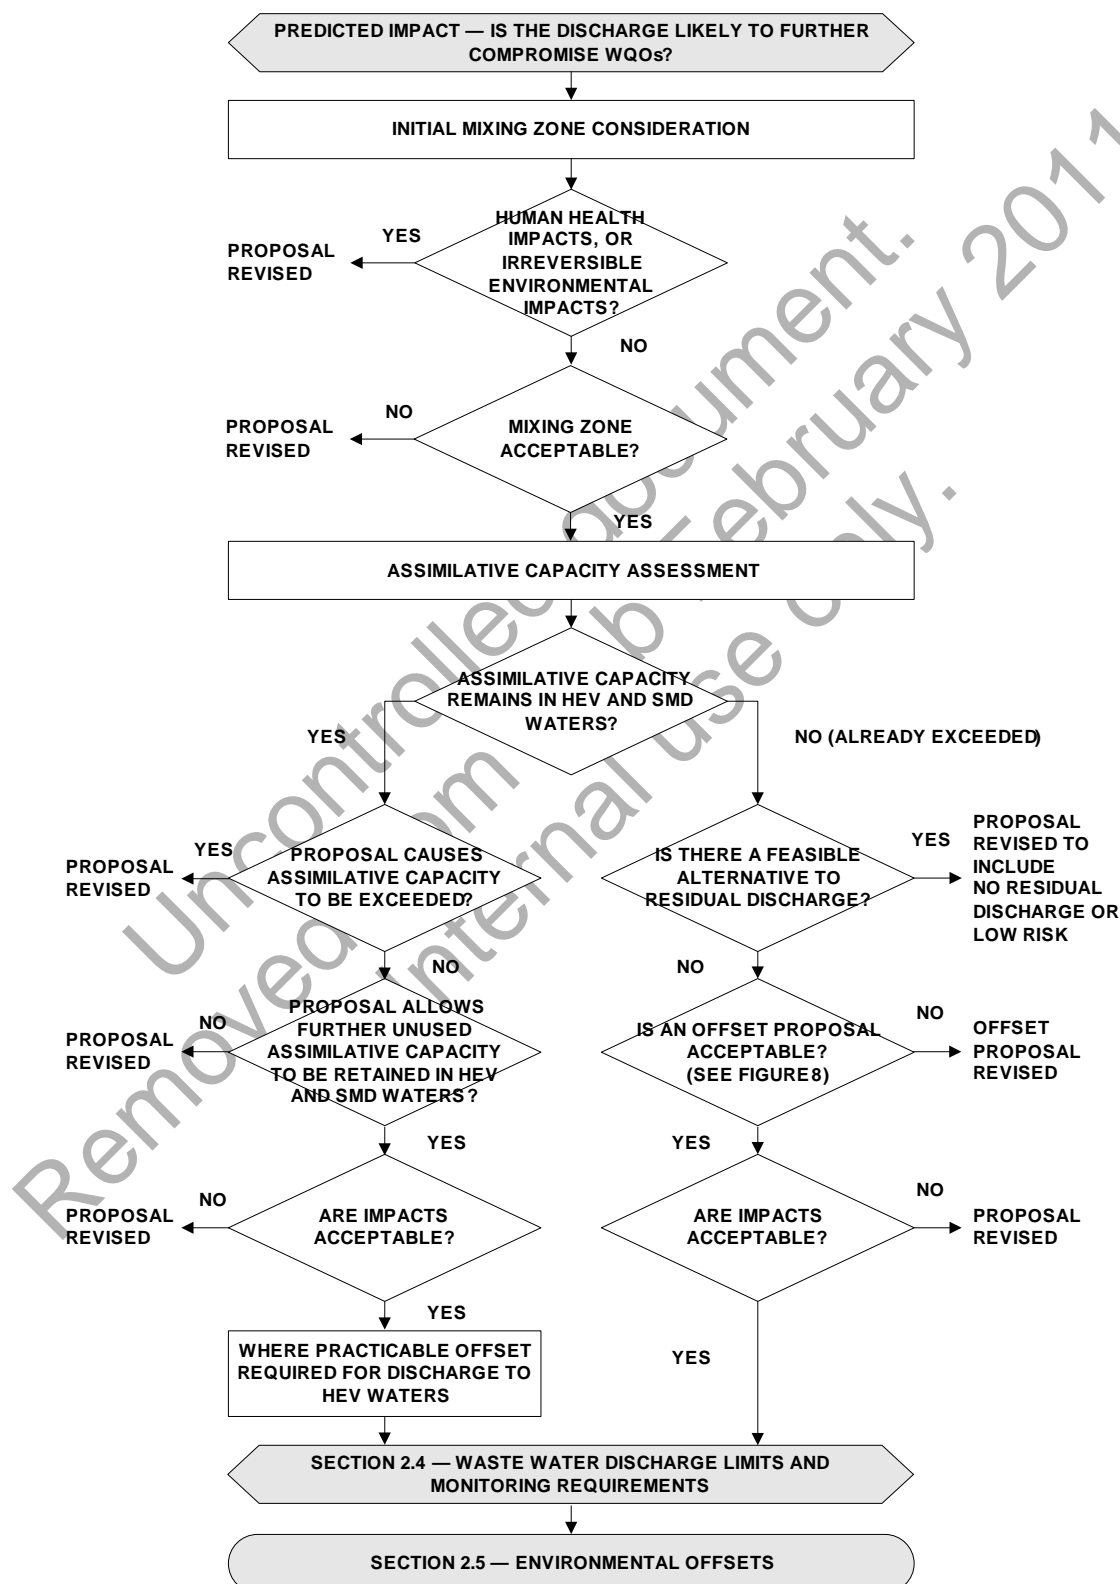 PREDICTED IMPACT — IS THE DISCHARGE LIKELY TO FURTHER
COMPROMISE WQOs?
INITIAL MIXING ZONE CONSIDERATION
HUMAN HEALTH
IMPACTS, OR
IRREVERSIBLE
ENVIRONMENTAL
IMPACTS?
YES
PROPOSAL
REVISED
NO
MIXING ZONE
ACCEPTABLE?
NO
PROPOSAL
REVISED
YES
ASSIMILATIVE CAPACITY ASSESSMENT
ASSIMILATIVE CAPACITY
REMAINS IN HEV AND SMD
WATERS?
YES
NO (ALREADY EXCEEDED)
PROPOSAL CAUSES
ASSIMILATIVE CAPACITY
TO BE EXCEEDED?
YES
PROPOSAL
REVISED
NO
IS THERE A FEASIBLE
ALTERNATIVE TO
RESIDUAL DISCHARGE?
YES
PROPOSAL
REVISED TO
INCLUDE
NO RESIDUAL
DISCHARGE OR
LOW RISK
NO
PROPOSAL ALLOWS
FURTHER UNUSED
ASSIMILATIVE CAPACITY
TO BE RETAINED IN HEV
AND SMD WATERS?
NO
PROPOSAL
REVISED
YES
IS AN OFFSET PROPOSAL
ACCEPTABLE?
(SEE FIGURE 8)
NO
OFFSET
PROPOSAL
REVISED
YES
ARE IMPACTS
ACCEPTABLE?
NO
PROPOSAL
REVISED
YES
ARE IMPACTS
ACCEPTABLE?
NO
PROPOSAL
REVISED
YES
WHERE PRACTICABLE OFFSET
REQUIRED FOR DISCHARGE TO
HEV WATERS
SECTION 2.4 — WASTE WATER DISCHARGE LIMITS AND
MONITORING REQUIREMENTS
SECTION 2.5 — ENVIRONMENTAL OFFSETS
Uncontrolled document.
Removed from February 2011
Internal use only.